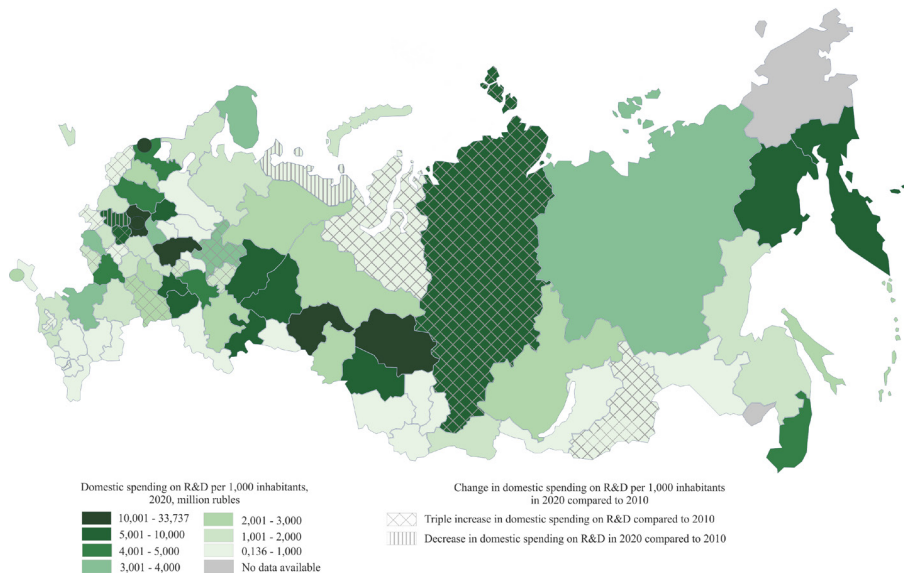 Domestic spending on R&D per 1,000 inhabitants,
2020, million rubles
10,001 - 33,737
5,001 - 10,000
4,001 - 5,000
3,001 - 4,000
2,001 - 3,000
1,001 - 2,000
0,136 - 1,000
No data available
Change in domestic spending on R&D per 1,000 inhabitants
in 2020 compared to 2010
Triple increase in domestic spending on R&D compared to 2010
Decrease in domestic spending on R&D in 2020 compared to 2010